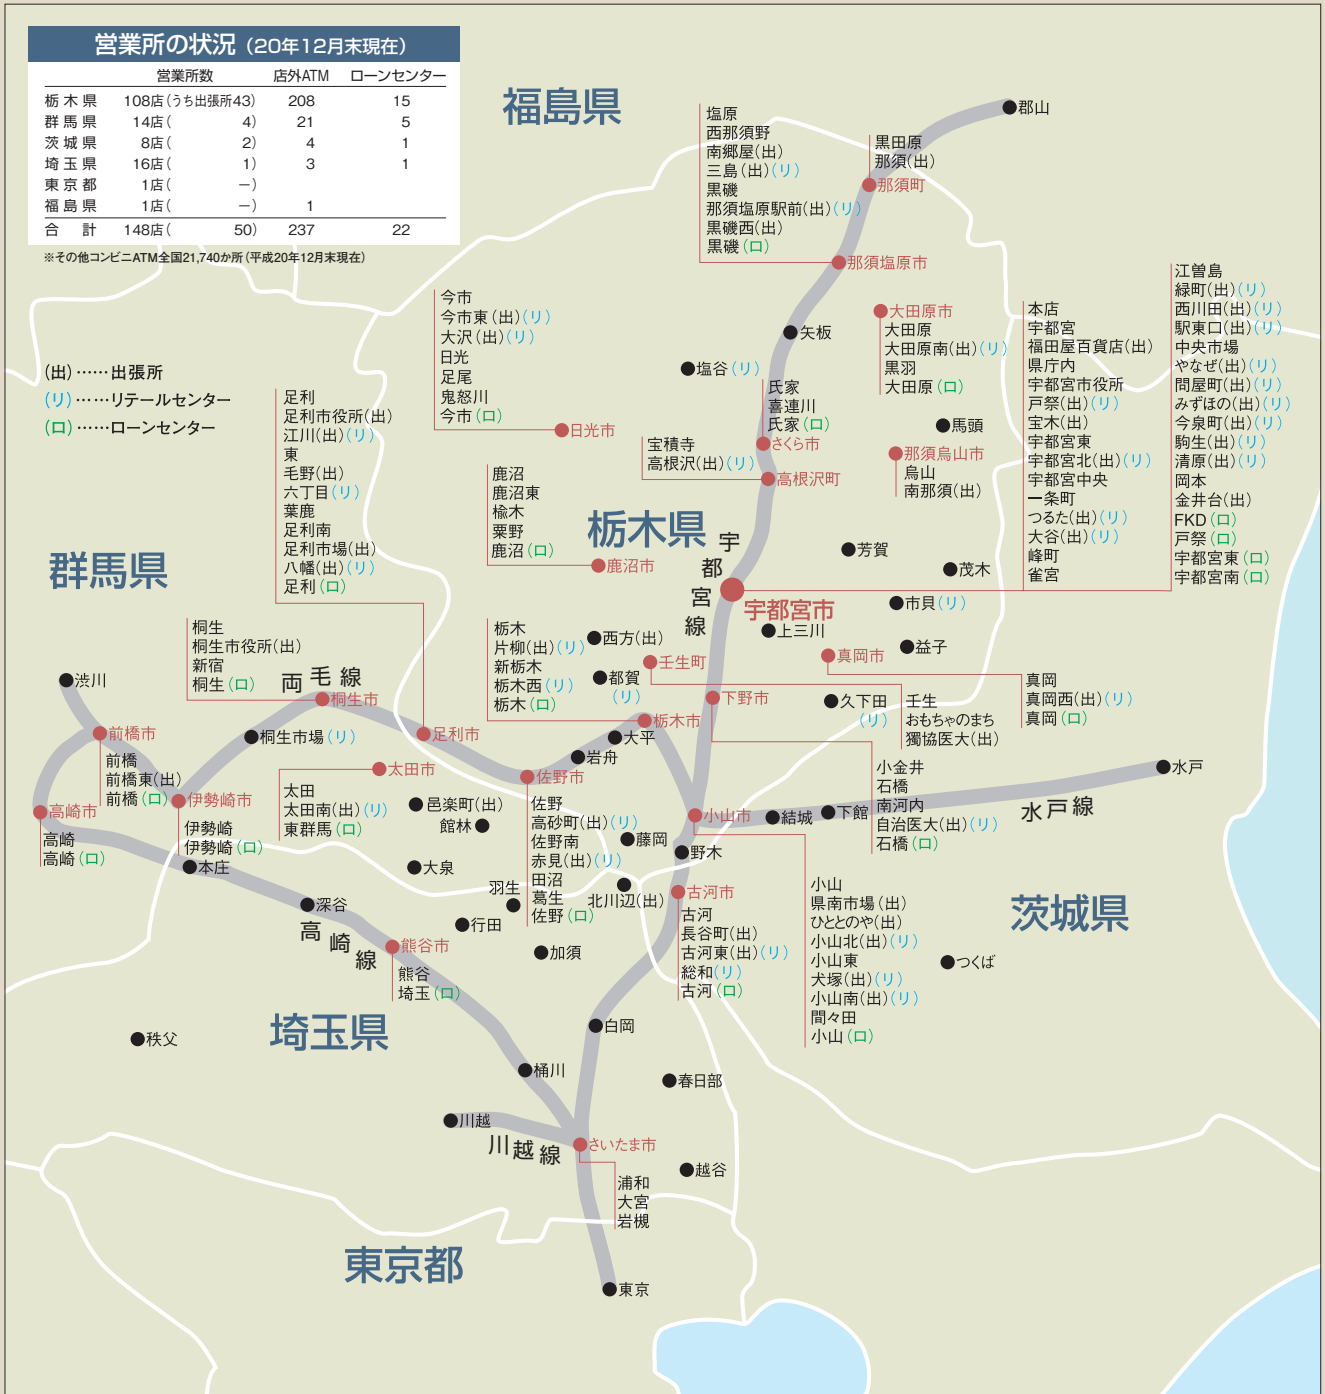 営業所の状況（20年12月末現在）
営業所数 店外ATM ローンセンター
栃木県 108店（うち出張所43） 208 15
群馬県 14店（ 4） 21 5
茨城県 8店（ 2） 4 1
埼玉県 16店（ 1） 3 1
東京都 1店（ ー）
福島県 1店（ ー） 1
合計 148店（ 50） 237 22
※その他コンビニATM全国21,740か所（平成20年12月末現在）
(出)……出張所
(リ)……リテールセンター
(ロ)……ローンセンター
福島県
郡山
塩原
西那須野
南郷屋(出)
三島(出)(リ)
黒磯
那須塩原駅前(出)(リ)
黒磯西(出)
黒磯(ロ)
那須塩原市
黒田原
那須(出)
那須町
今市
今市東(出)(リ)
大沢(出)(リ)
日光
足尾
鬼怒川
今市(ロ)
日光市
矢板
塩谷(リ)
大田原市
大田原
大田原南(出)(リ)
黒羽
大田原(ロ)
氏家
喜連川
氏家(ロ)
さくら市
宝積寺
高根沢(出)(リ)
高根沢町
馬頭
那須烏山市
烏山
南那須(出)
本店
宇都宮
福田屋百貨店(出)
県庁内
宇都宮市役所
戸祭(出)(リ)
宝木(出)
宇都宮東
宇都宮北(出)(リ)
宇都宮中央
一条町
つるた(出)(リ)
大谷(出)(リ)
峰町
雀宮
江曽島
緑町(出)(リ)
西川田(出)(リ)
駅東口(出)(リ)
中央市場
やなぜ(出)(リ)
問屋町(出)(リ)
みずほの(出)(リ)
今泉町(出)(リ)
駒生(出)(リ)
清原(出)(リ)
岡本
金井台(出)
FKD(ロ)
戸祭(ロ)
宇都宮東(ロ)
宇都宮南(ロ)
宇都宮市
足利
足利市役所(出)
江川(出)(リ)
東
毛野(出)
六丁目(リ)
葉鹿
足利南
足利市場(出)
八幡(出)(リ)
足利(ロ)
足利市
鹿沼
鹿沼東
楡木
粟野
鹿沼(ロ)
鹿沼市
栃木県
群馬県
宇都宮線
芳賀
茂木
市貝(リ)
益子
上三川
真岡市
真岡
真岡西(出)(リ)
真岡(ロ)
久下田
(リ)
桐生
桐生市役所(出)
新宿
桐生(ロ)
桐生市
両毛線
栃木
片柳(出)(リ)
新栃木
栃木西(リ)
栃木(ロ)
栃木市
西方(出)
都賀
(リ)
壬生町
壬生
おもちゃのまち
獨協医大(出)
下野市
小金井
石橋
南河内
自治医大(出)(リ)
石橋(ロ)
渋川
前橋市
前橋
前橋東(出)
前橋(ロ)
桐生市場(リ)
伊勢崎市
伊勢崎
伊勢崎(ロ)
高崎市
高崎
高崎(ロ)
太田市
太田
太田南(出)(リ)
東群馬(ロ)
大平
岩舟
佐野市
佐野
高砂町(出)(リ)
佐野南
赤見(出)(リ)
田沼
葛生
佐野(ロ)
邑楽町(出)
館林
大泉
羽生
行田
加須
藤岡
野木
北川辺(出)
小山市
小山
県南市場(出)
ひととのや(出)
小山北(出)(リ)
小山東
犬塚(出)(リ)
小山南(出)(リ)
間々田
小山(ロ)
結城
下館
水戸
水戸線
古河市
古河
長谷町(出)
古河東(出)(リ)
総和(リ)
古河(ロ)
茨城県
つくば
本庄
深谷
高崎線
熊谷市
熊谷
埼玉(ロ)
埼玉県
秩父
白岡
桶川
春日部
川越
川越線
さいたま市
浦和
大宮
岩槻
越谷
東京都
東京